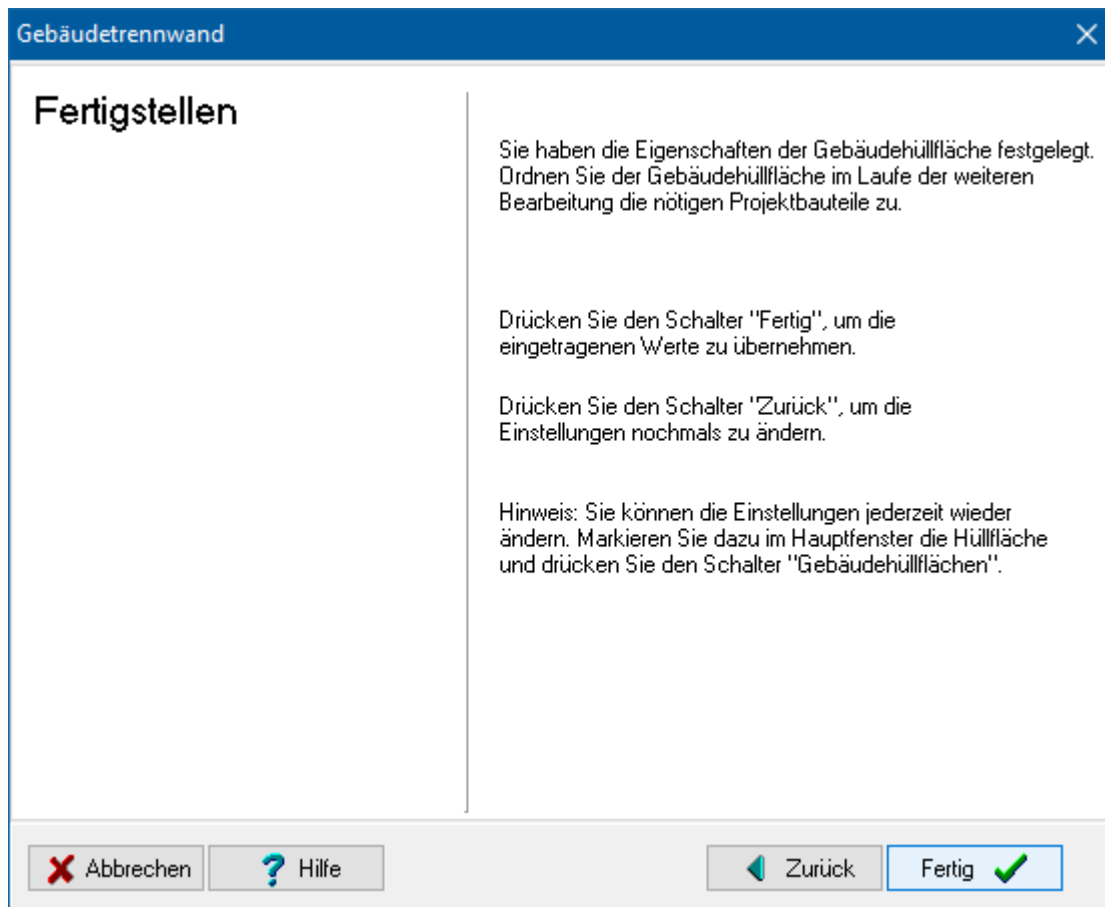 Gebäudetrennwand
Fertigstellen
Sie haben die Eigenschaften der Gebäudehüllfläche festgelegt.
Ordnen Sie der Gebäudehüllfläche im Laufe der weiteren
Bearbeitung die nötigen Projektbauteile zu.
Drücken Sie den Schalter "Fertig", um die
eingetragenen Werte zu übernehmen.
Drücken Sie den Schalter "Zurück", um die
Einstellungen nochmals zu ändern.
Hinweis: Sie können die Einstellungen jederzeit wieder
ändern. Markieren Sie dazu im Hauptfenster die Hüllfläche
und drücken Sie den Schalter "Gebäudehüllflächen".
Abbrechen
Hilfe
Zurück
Fertig